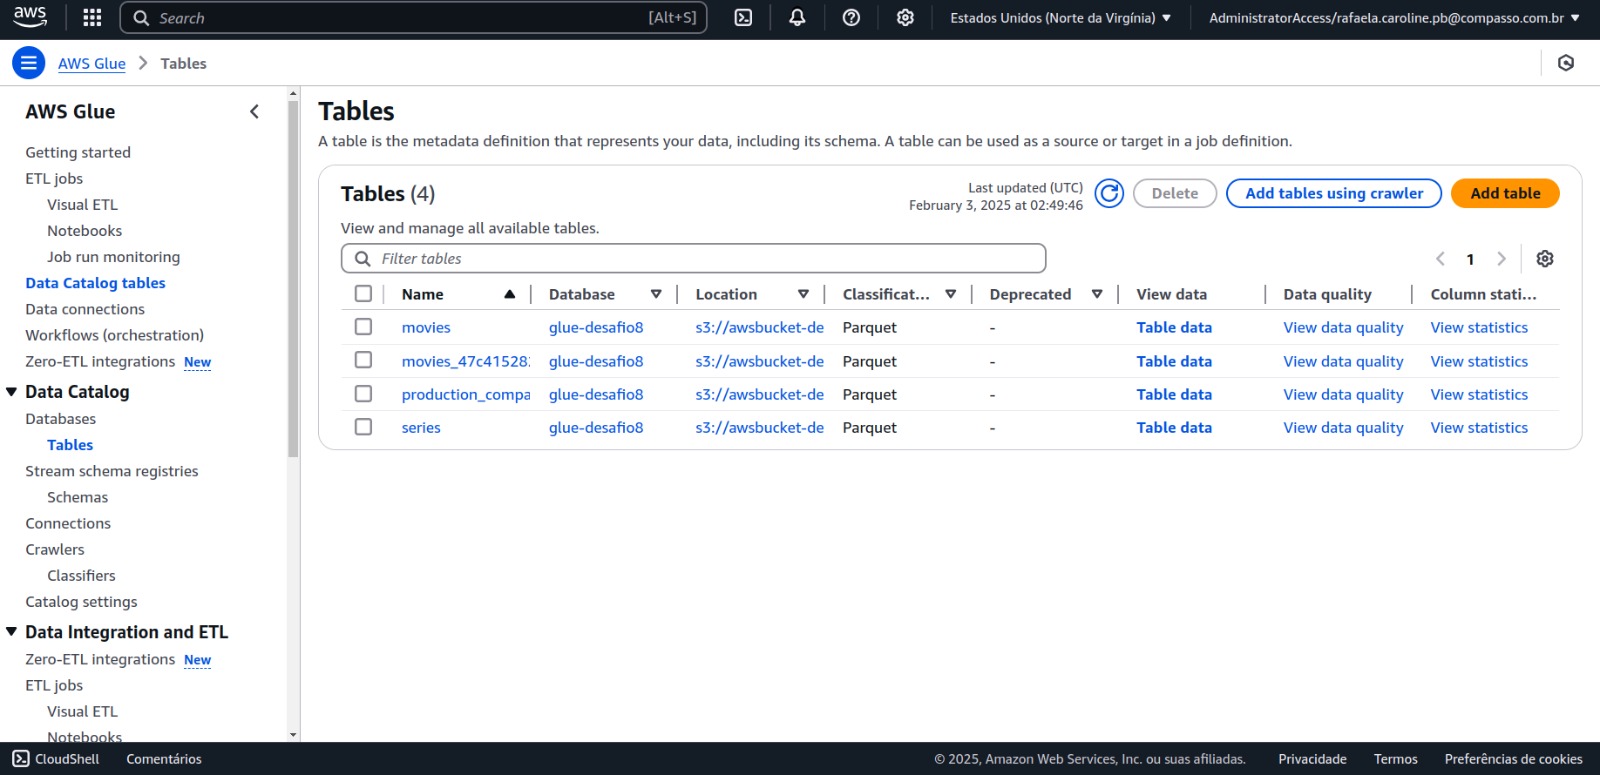 aws
Search [Alt+S]
Estados Unidos (Norte da Virgínia)
AdministratorAccess/rafaela.caroline.pb@compasso.com.br
AWS Glue
Tables
AWS Glue
Getting started
ETL jobs
Visual ETL
Notebooks
Job run monitoring
Data Catalog tables
Data connections
Workflows (orchestration)
Zero-ETL integrations New
Data Catalog
Databases
Tables
Stream schema registries
Schemas
Connections
Crawlers
Classifiers
Catalog settings
Data Integration and ETL
Zero-ETL integrations New
ETL jobs
Visual ETL
Notebooks
Tables
A table is the metadata definition that represents your data, including its schema. A table can be used as a source or target in a job definition.
Tables (4)
Last updated (UTC)
February 3, 2025 at 02:49:46
Delete
Add tables using crawler
Add table
View and manage all available tables.
Filter tables
1
Name Database Location Classificat... Deprecated View data Data quality Column stati...
movies glue-desafio8 s3://awsbucket-de Parquet - Table data View data quality View statistics
movies_47c41528 glue-desafio8 s3://awsbucket-de Parquet - Table data View data quality View statistics
production_compa glue-desafio8 s3://awsbucket-de Parquet - Table data View data quality View statistics
series glue-desafio8 s3://awsbucket-de Parquet - Table data View data quality View statistics
CloudShell
Comentários
© 2025, Amazon Web Services, Inc. ou suas afiliadas.
Privacidade
Termos
Preferências de cookies